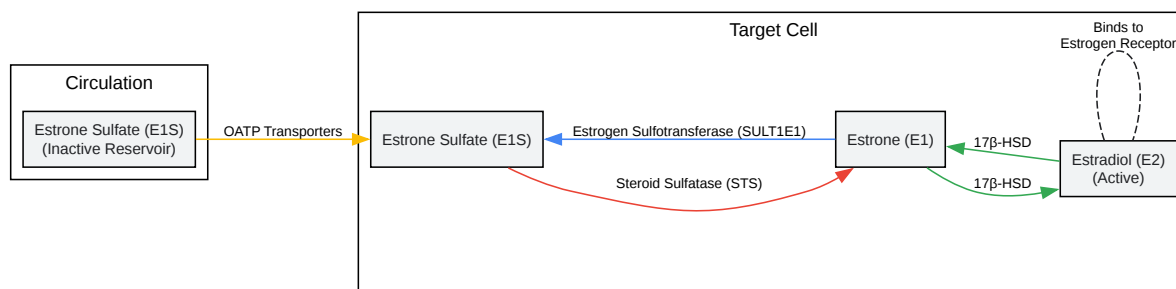 Circulation
Estrone Sulfate (E1S)
(Inactive Reservoir)
OATP Transporters
Target Cell
Estrone Sulfate (E1S)
Estrogen Sulfotransferase (SULT1E1)
Steroid Sulfatase (STS)
Estrone (E1)
17β-HSD
17β-HSD
Binds to
Estrogen Receptor
Estradiol (E2)
(Active)